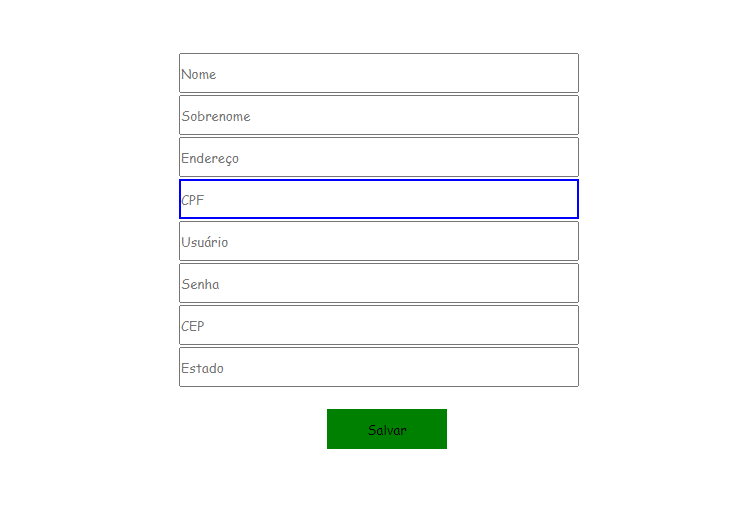 Nome
Sobrenome
Endereço
CPF
Usuário
Senha
CEP
Estado
Salvar